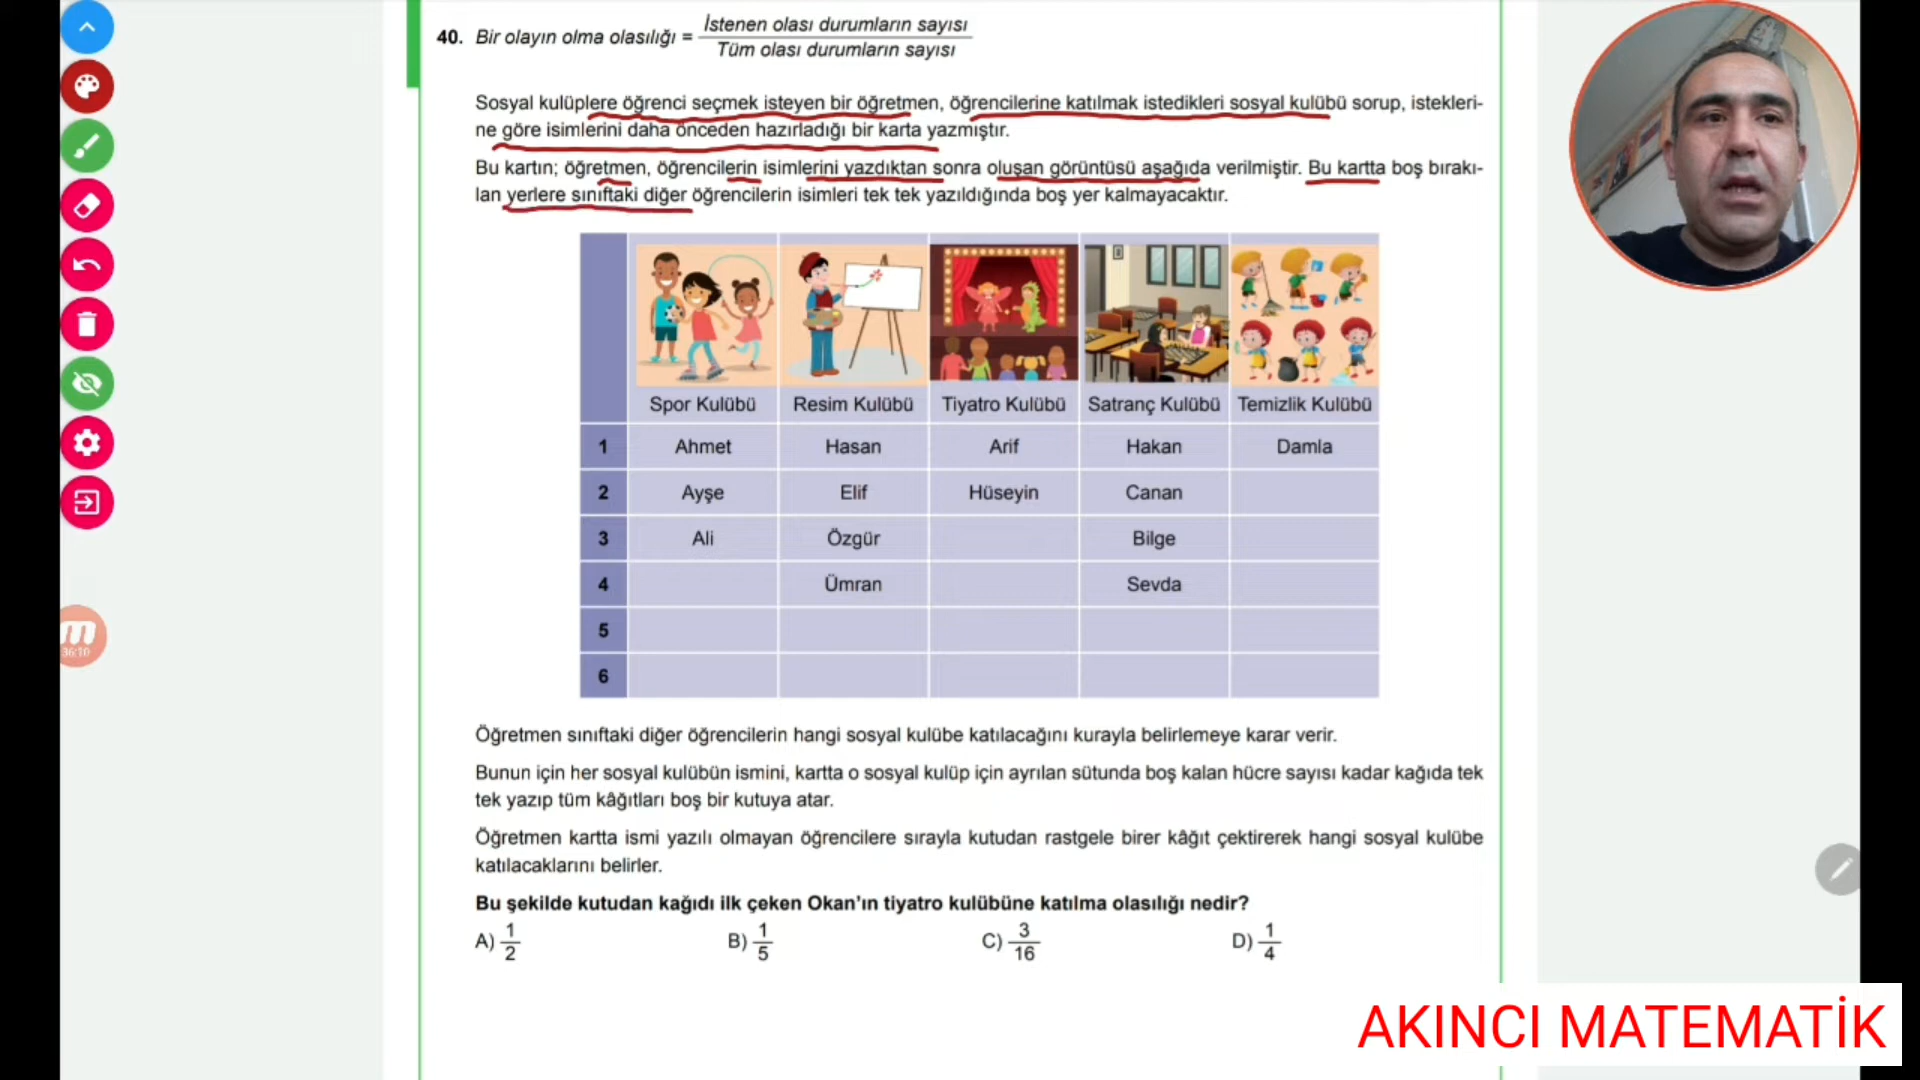 40. Bir olayın olma olasılığı = İstenen olası durumların sayısı / Tüm olası durumların sayısı
Sosyal kulüplere öğrenci seçmek isteyen bir öğretmen, öğrencilerine katılmak istedikleri sosyal kulübü sorup, istekleri-
ne göre isimlerini daha önceden hazırladığı bir karta yazmıştır.
Bu kartın; öğretmen, öğrencilerin isimlerini yazdıktan sonra oluşan görüntüsü aşağıda verilmiştir. Bu kartta boş bırakı-
lan yerlere sınıftaki diğer öğrencilerin isimleri tek tek yazıldığında boş yer kalmayacaktır.
Spor Kulübü Resim Kulübü Tiyatro Kulübü Satranç Kulübü Temizlik Kulübü
1 Ahmet Hasan Arif Hakan Damla
2 Ayşe Elif Hüseyin Canan
3 Ali Özgür Bilge
4 Ümran Sevda
5
6
Öğretmen sınıftaki diğer öğrencilerin hangi sosyal kulübe katılacağını kurayla belirlemeye karar verir.
Bunun için her sosyal kulübün ismini, kartta o sosyal kulüp için ayrılan sütunda boş kalan hücre sayısı kadar kağıda tek
tek yazıp tüm kâğıtları boş bir kutuya atar.
Öğretmen kartta ismi yazılı olmayan öğrencilere sırayla kutudan rastgele birer kâğıt çektirerek hangi sosyal kulübe
katılacaklarını belirler.
Bu şekilde kutudan kağıdı ilk çeken Okan'ın tiyatro kulübüne katılma olasılığı nedir?
A) 1/2 B) 1/5 C) 3/16 D) 1/4
36:10
AKINCI MATEMATİK